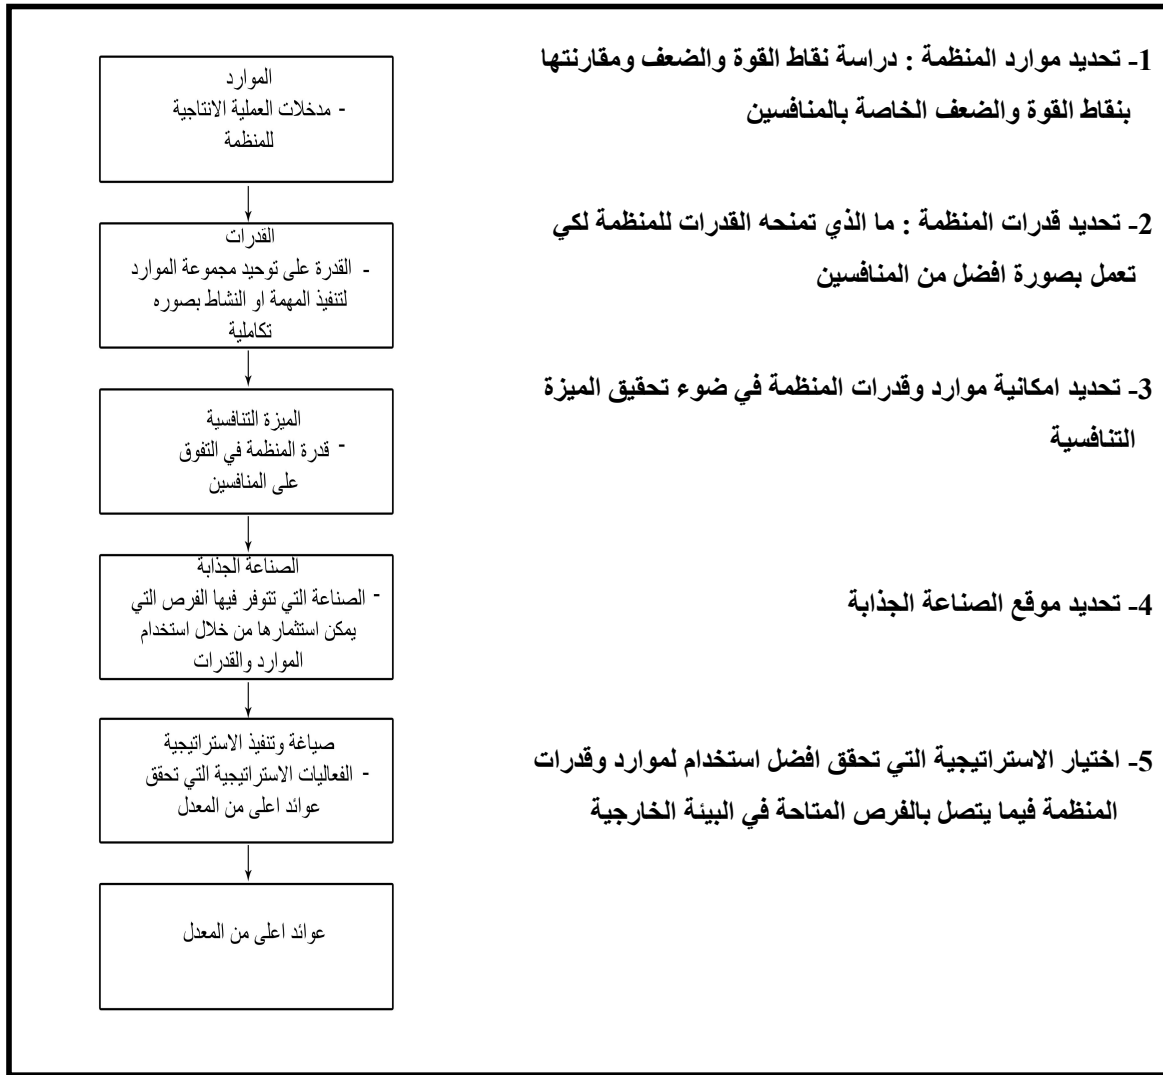 1- تحديد موارد المنظمة : دراسة نقاط القوة والضعف ومقارنتها
بنقاط القوة والضعف الخاصة بالمنافسين
الموارد
- مدخلات العملية الانتاجية
للمنظمة
2- تحديد قدرات المنظمة : ما الذي تمنحه القدرات للمنظمة لكي
تعمل بصورة افضل من المنافسين
القدرات
- القدرة على توحيد مجموعة الموارد
لتنفيذ المهمة او النشاط بصوره
تكاملية
3- تحديد امكانية موارد وقدرات المنظمة في ضوء تحقيق الميزة
التنافسية
الميزة التنافسية
- قدرة المنظمة في التفوق
على المنافسين
4- تحديد موقع الصناعة الجذابة
الصناعة الجذابة
- الصناعة التي تتوفر فيها الفرص التي
يمكن استثمارها من خلال استخدام
الموارد والقدرات
5- اختيار الاستراتيجية التي تحقق افضل استخدام لموارد وقدرات
المنظمة فيما يتصل بالفرص المتاحة في البيئة الخارجية
صياغة وتنفيذ الاستراتيجية
- الفعاليات الاستراتيجية التي تحقق
عوائد اعلى من المعدل
عوائد اعلى من المعدل